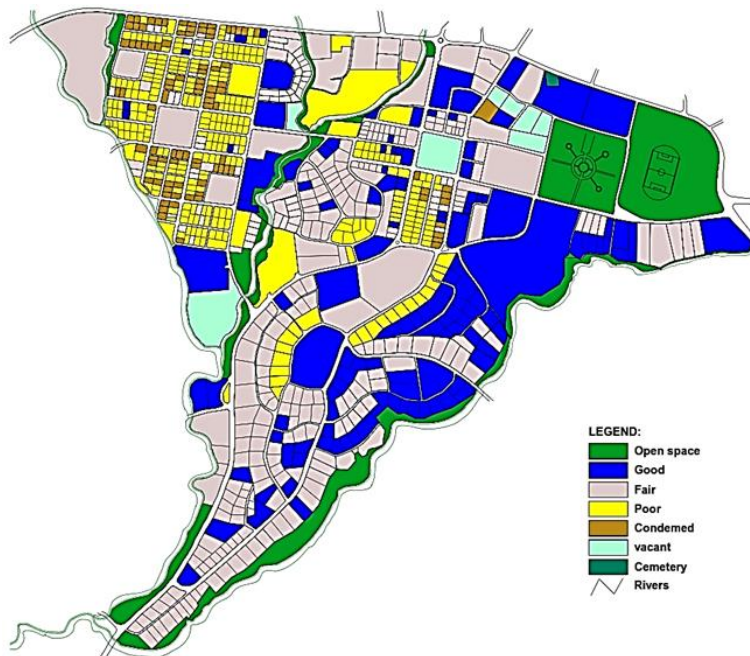 LEGEND:
Open space
Good
Fair
Poor
Condemed
vacant
Cemetery
Rivers